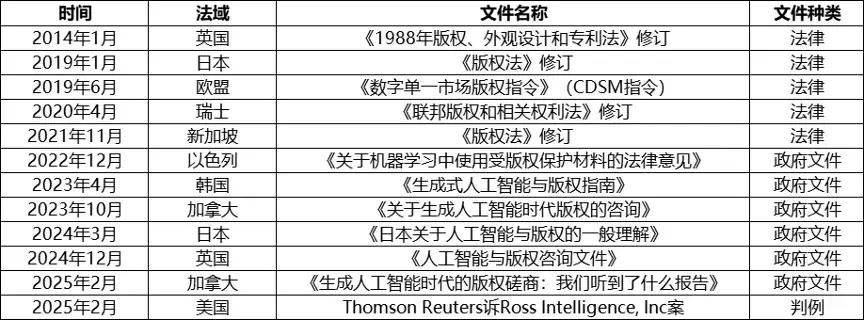 时间 法域 文件名称 文件种类
2014年1月 英国 《1988年版权、外观设计和专利法》修订 法律
2019年1月 日本 《版权法》修订 法律
2019年6月 欧盟 《数字单一市场版权指令》（CDSM指令） 法律
2020年4月 瑞士 《联邦版权和相关权利法》修订 法律
2021年11月 新加坡 《版权法》修订 法律
2022年12月 以色列 《关于机器学习中使用受版权保护材料的法律意见》 政府文件
2023年4月 韩国 《生成式人工智能与版权指南》 政府文件
2023年10月 加拿大 《关于生成人工智能时代版权的咨询》 政府文件
2024年3月 日本 《日本关于人工智能与版权的一般理解》 政府文件
2024年12月 英国 《人工智能与版权咨询文件》 政府文件
2025年2月 加拿大 《生成人工智能时代的版权磋商：我们听到了什么报告》 政府文件
2025年2月 美国 Thomson Reuters诉Ross Intelligence, Inc案 判例